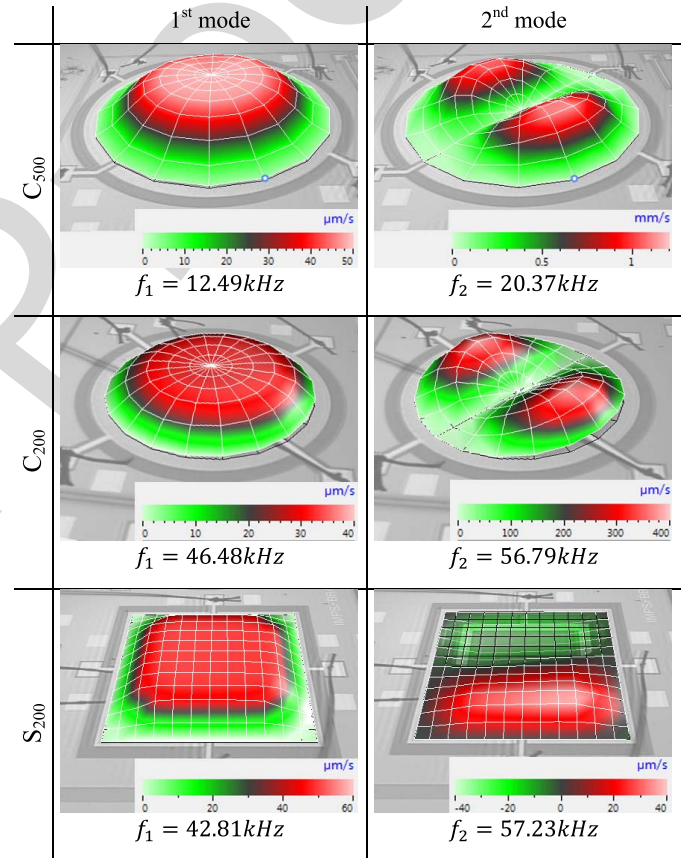 1st mode 2nd mode
C500
µm/s mm/s
0 10 20 30 40 50 0 0.5 1
f1 = 12.49kHz f2 = 20.37kHz
C200
µm/s µm/s
0 10 20 30 40 0 100 200 300 400
f1 = 46.48kHz f2 = 56.79kHz
S200
µm/s µm/s
0 20 40 60 -40 -20 0 20 40
f1 = 42.81kHz f2 = 57.23kHz